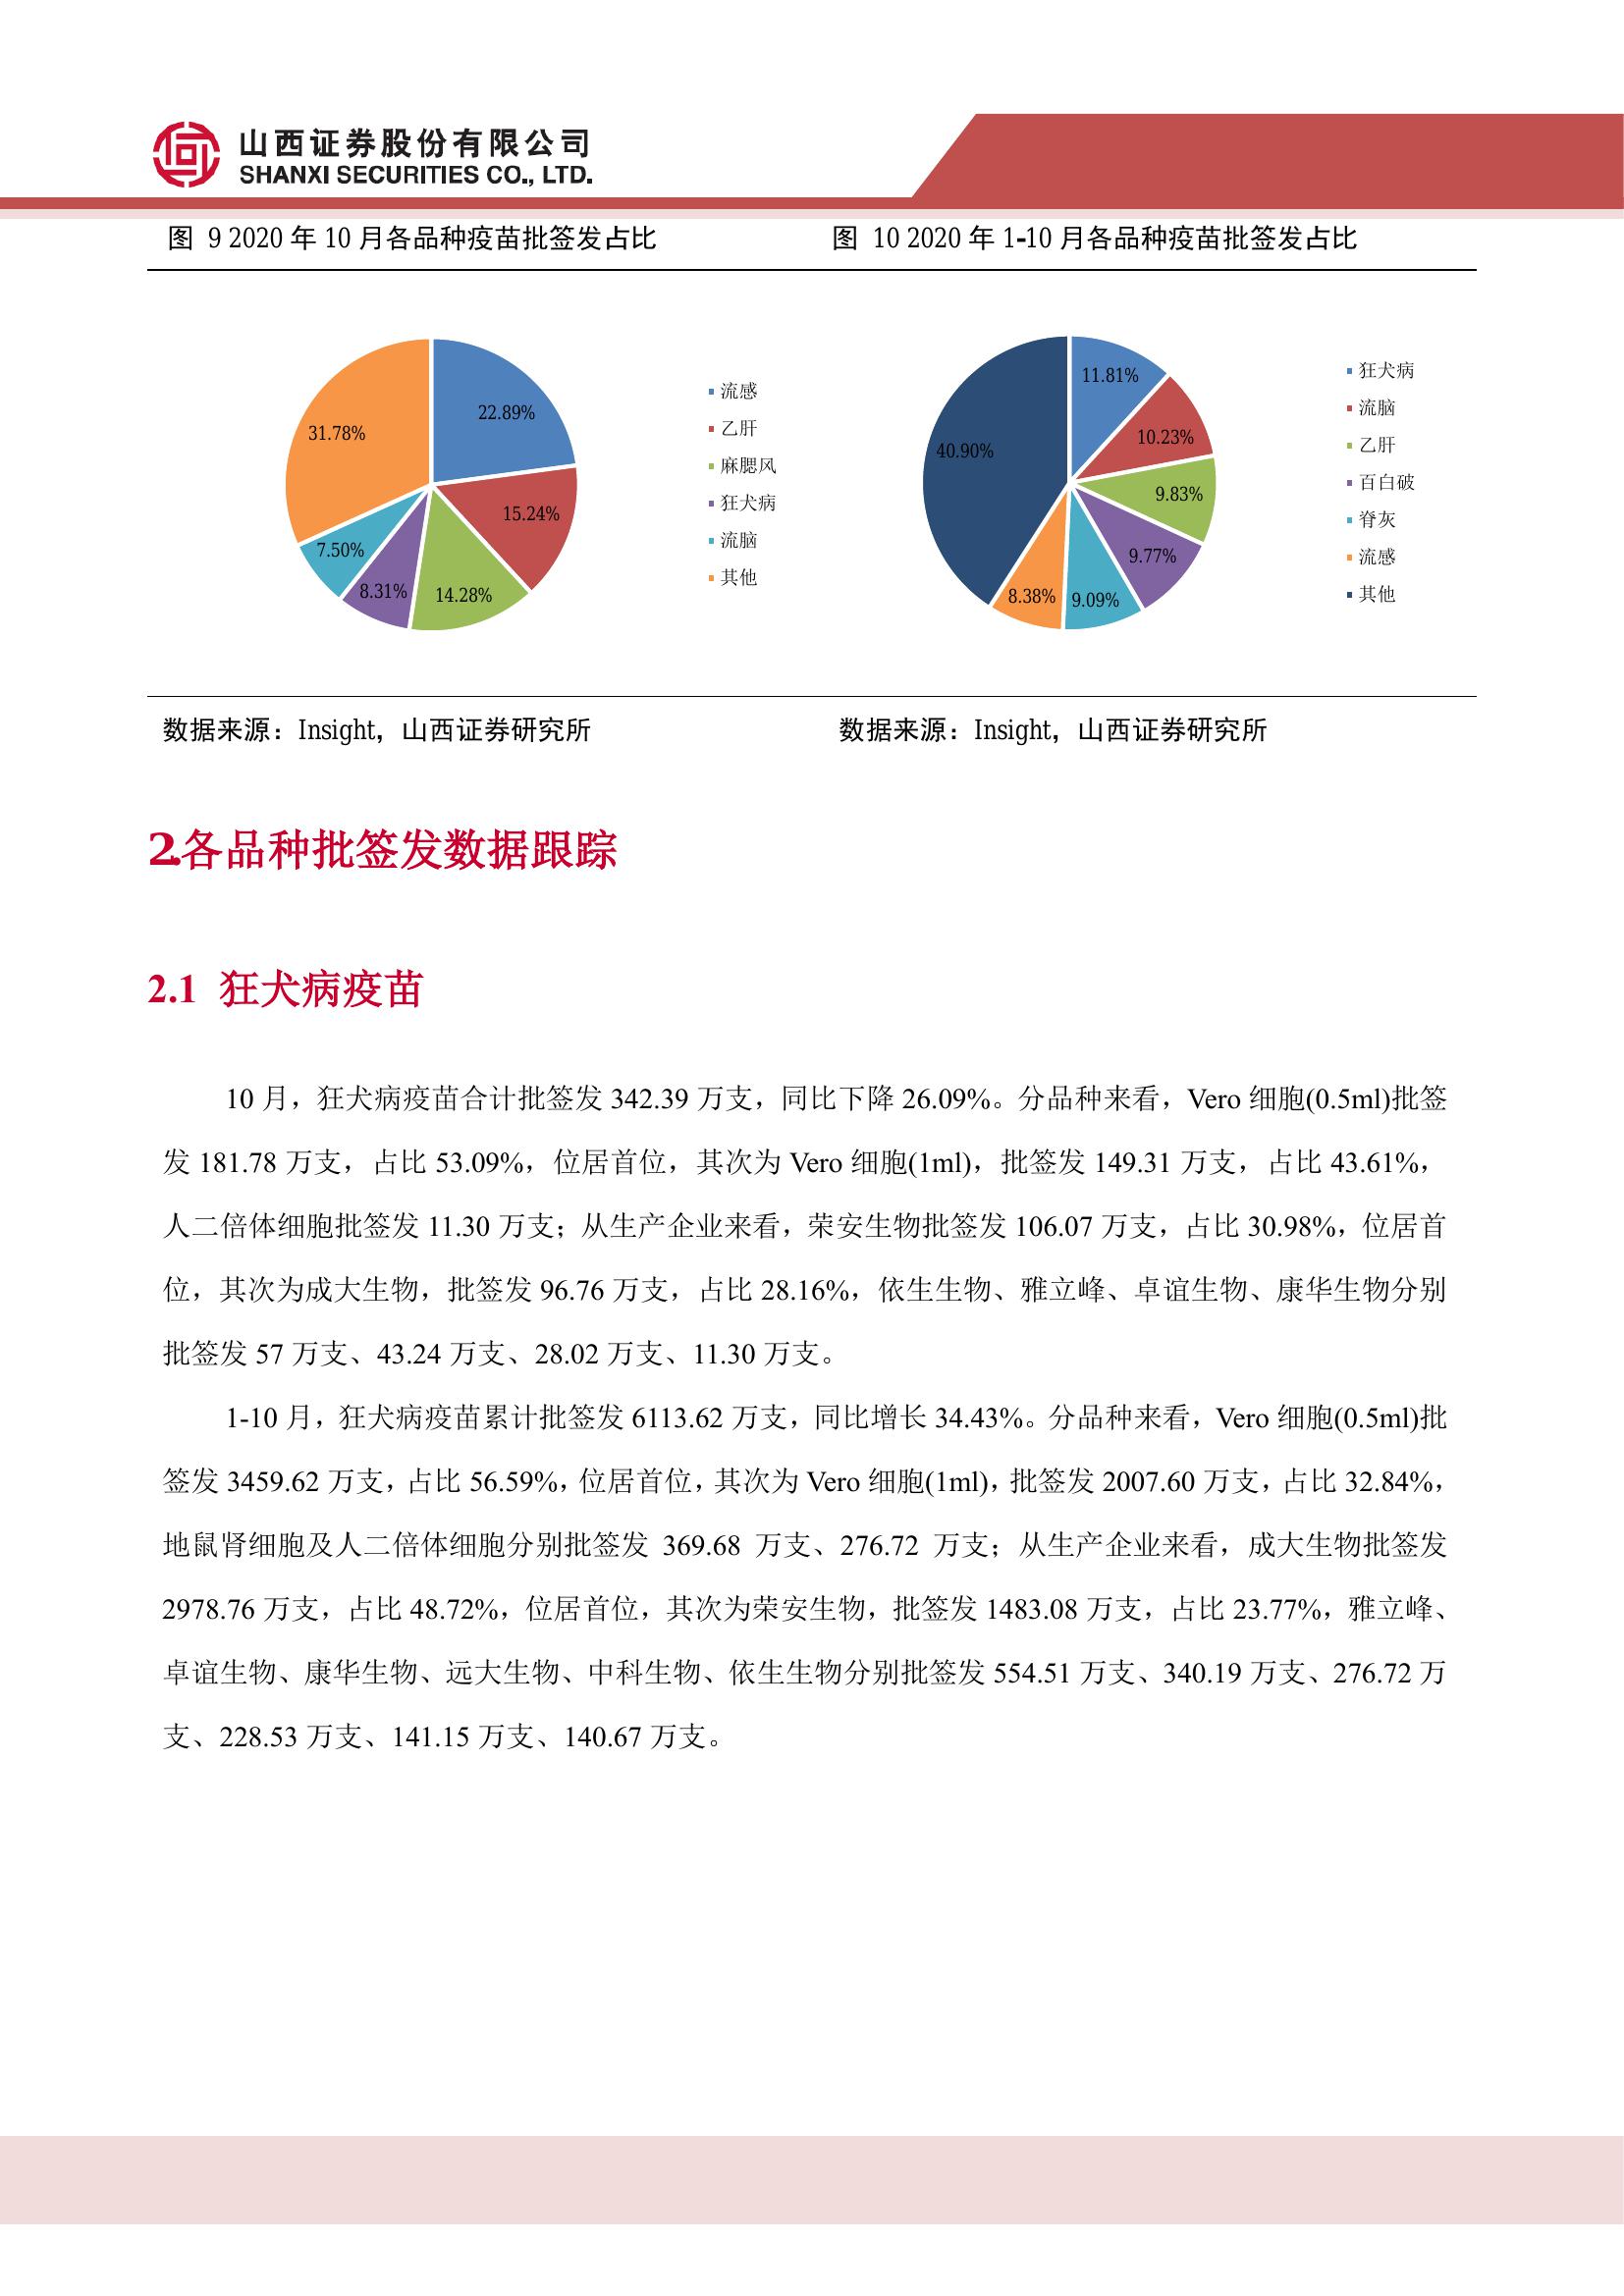 山西证券股份有限公司
SHANXI SECURITIES CO., LTD.
图 9 2020 年 10 月各品种疫苗批签发占比
图 10 2020 年 1-10 月各品种疫苗批签发占比
22.89%
15.24%
14.28%
8.31%
7.50%
31.78%
流感
乙肝
麻腮风
狂犬病
流脑
其他
11.81%
10.23%
9.83%
9.77%
9.09%
8.38%
40.90%
狂犬病
流脑
乙肝
百白破
脊灰
流感
其他
数据来源：Insight，山西证券研究所
数据来源：Insight，山西证券研究所
2.各品种批签发数据跟踪
2.1 狂犬病疫苗
10 月，狂犬病疫苗合计批签发 342.39 万支，同比下降 26.09%。分品种来看，Vero 细胞(0.5ml)批签
发 181.78 万支，占比 53.09%，位居首位，其次为 Vero 细胞(1ml)，批签发 149.31 万支，占比 43.61%，
人二倍体细胞批签发 11.30 万支；从生产企业来看，荣安生物批签发 106.07 万支，占比 30.98%，位居首
位，其次为成大生物，批签发 96.76 万支，占比 28.16%，依生生物、雅立峰、卓谊生物、康华生物分别
批签发 57 万支、43.24 万支、28.02 万支、11.30 万支。
1-10 月，狂犬病疫苗累计批签发 6113.62 万支，同比增长 34.43%。分品种来看，Vero 细胞(0.5ml)批
签发 3459.62 万支，占比 56.59%，位居首位，其次为 Vero 细胞(1ml)，批签发 2007.60 万支，占比 32.84%，
地鼠肾细胞及人二倍体细胞分别批签发 369.68 万支、276.72 万支；从生产企业来看，成大生物批签发
2978.76 万支，占比 48.72%，位居首位，其次为荣安生物，批签发 1483.08 万支，占比 23.77%，雅立峰、
卓谊生物、康华生物、远大生物、中科生物、依生生物分别批签发 554.51 万支、340.19 万支、276.72 万
支、228.53 万支、141.15 万支、140.67 万支。